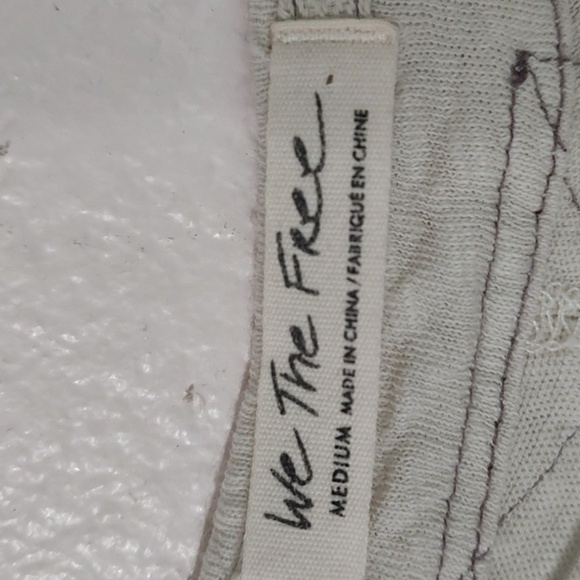 We The Free.
MEDIUM MADE IN CHINA / FABRIQUÉ EN CHINE